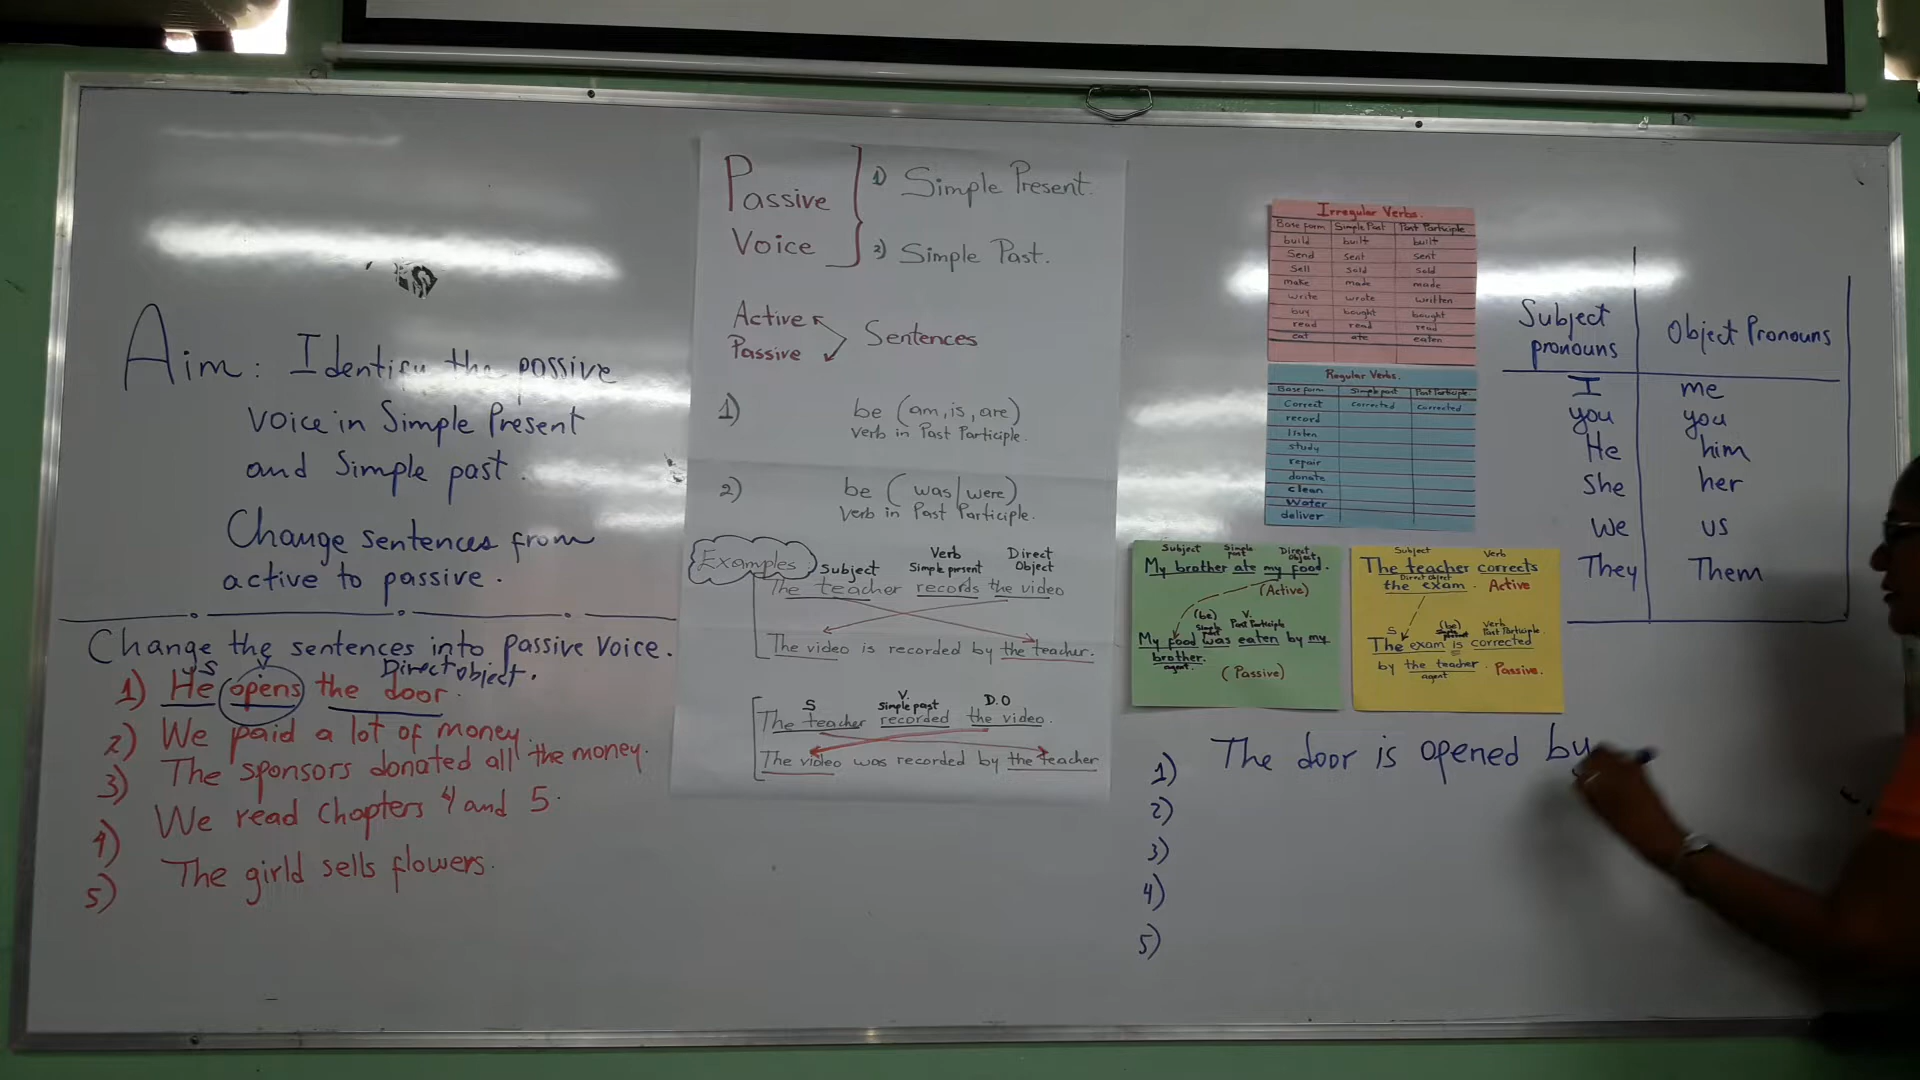 Aim: Identify the passive
voice in Simple Present
and Simple past.
Change sentences from
active to passive.
Change the sentences into passive voice.
S V Direct object.
1) He opens the door.
2) We paid a lot of money.
3) The sponsors donated all the money.
4) We read chapters 4 and 5.
5) The girld sells flowers.
Passive Voice
1) Simple Present.
2) Simple Past.
Active
Passive
Sentences
1) be (am, is, are)
verb in Past Participle.
2) be (was/were)
verb in Past Participle.
Examples:
Subject Verb Simple present Direct Object
The teacher records the video
The video is recorded by the teacher.
S V. Simple past D.O
The teacher recorded the video.
The video was recorded by the teacher
Irregular Verbs.
Base form Simple Past Past Participle
build built built
Send sent sent
Sell sold sold
make made made
write wrote written
buy bought bought
read read read
eat ate eaten
Regular Verbs.
Base form Simple past Past Participle.
Correct corrected corrected
record
listen
study
repair
donate
clean
Water
deliver
Subject Simple past Direct Object
My brother ate my food.
(Active)
(be) Simple past V. Past Participle
My food was eaten by my
brother.
agent.
(Passive)
Subject Verb
The teacher corrects
Direct Object
the exam. Active
S (be) Verb Past Participle
The exam is corrected
by the teacher. Passive.
agent
Subject pronouns Object Pronouns
I me
you you
He him
She her
We us
They Them
1) The door is opened by
2)
3)
4)
5)